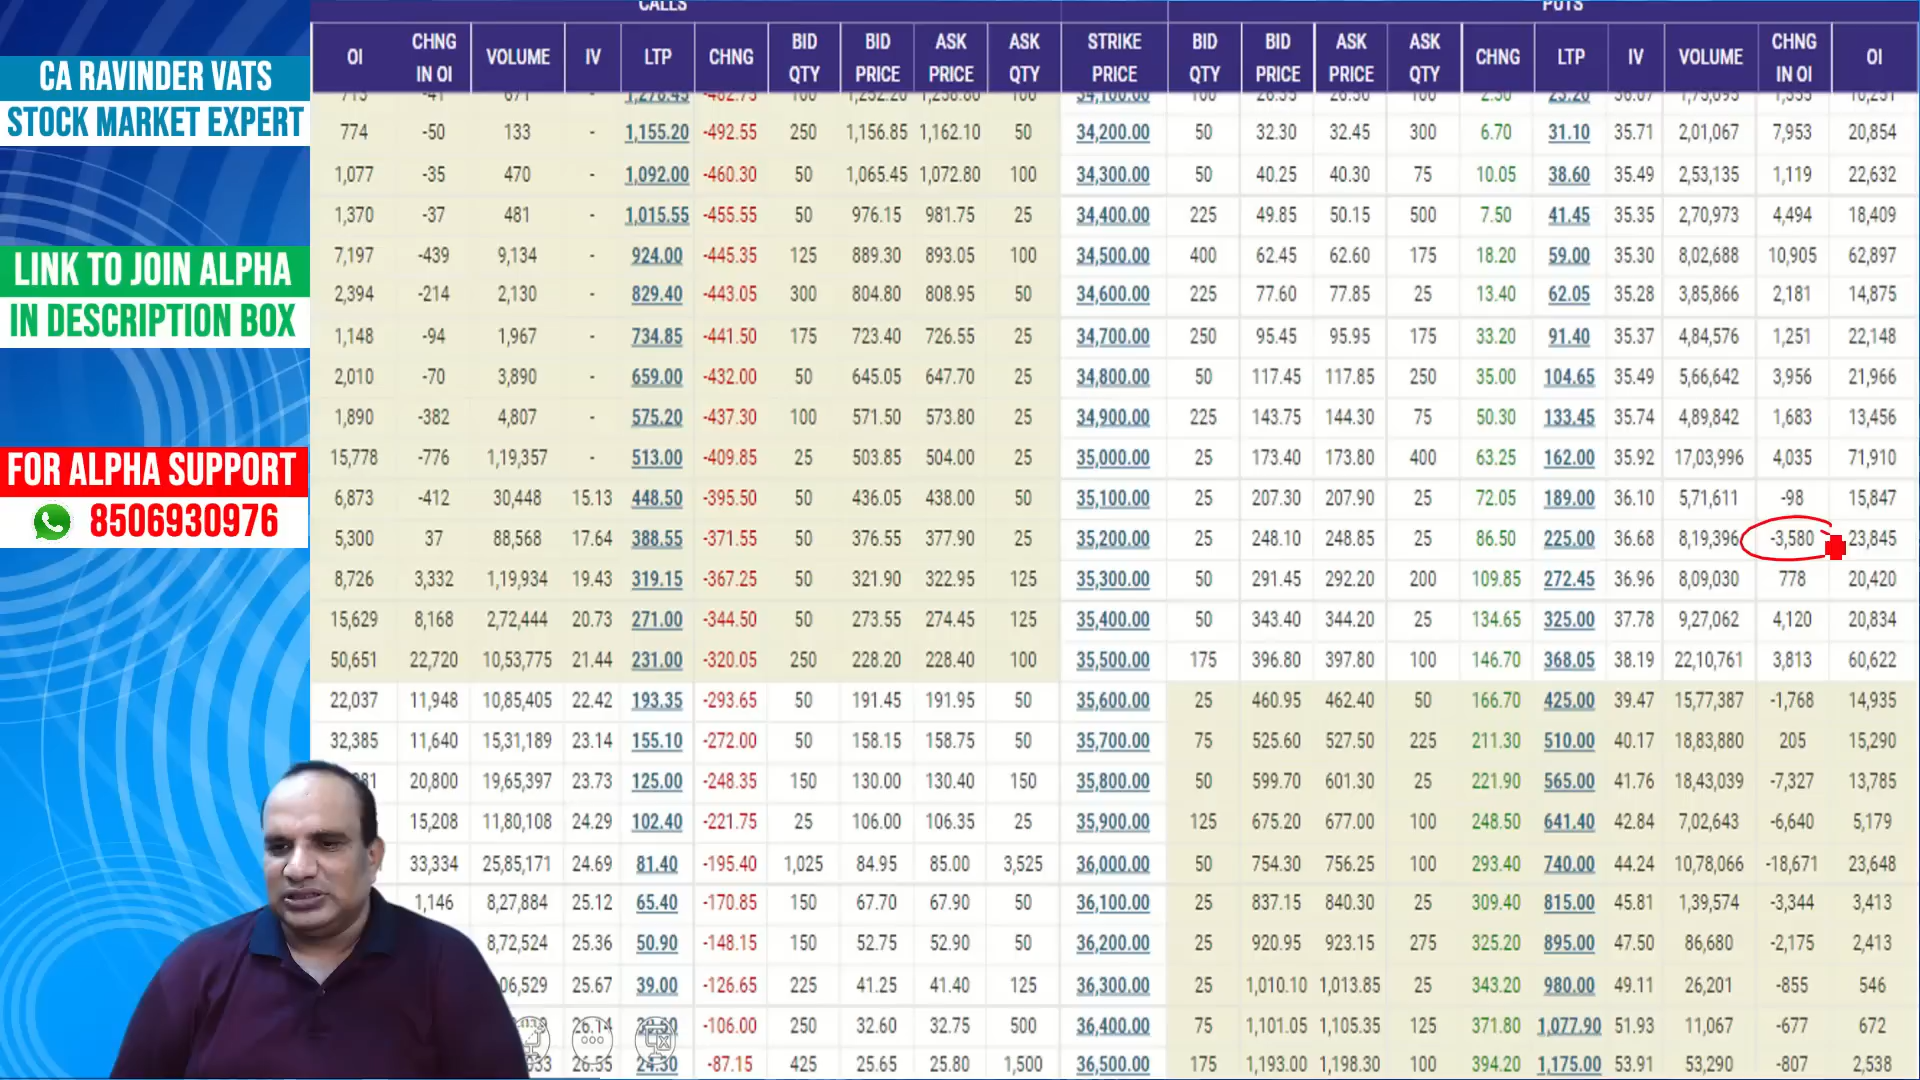 CALLS PUTS
OI CHNG IN OI VOLUME IV LTP CHNG BID QTY BID PRICE ASK PRICE ASK QTY STRIKE PRICE BID QTY BID PRICE ASK PRICE ASK QTY CHNG LTP IV VOLUME CHNG IN OI OI
CA RAVINDER VATS
STOCK MARKET EXPERT
LINK TO JOIN ALPHA
IN DESCRIPTION BOX
FOR ALPHA SUPPORT
8506930976
713 -41 671 1,278.45 -482.75 100 1,252.20 1,258.80 100 34,100.00 100 26.35 26.50 100 2.30 23.20 36.07 1,73,695 1,353 10,251
774 -50 133 - 1,155.20 -492.55 250 1,156.85 1,162.10 50 34,200.00 50 32.30 32.45 300 6.70 31.10 35.71 2,01,067 7,953 20,854
1,077 -35 470 - 1,092.00 -460.30 50 1,065.45 1,072.80 100 34,300.00 50 40.25 40.30 75 10.05 38.60 35.49 2,53,135 1,119 22,632
1,370 -37 481 - 1,015.55 -455.55 50 976.15 981.75 25 34,400.00 225 49.85 50.15 500 7.50 41.45 35.35 2,70,973 4,494 18,409
7,197 -439 9,134 - 924.00 -445.35 125 889.30 893.05 100 34,500.00 400 62.45 62.60 175 18.20 59.00 35.30 8,02,688 10,905 62,897
2,394 -214 2,130 - 829.40 -443.05 300 804.80 808.95 50 34,600.00 225 77.60 77.85 25 13.40 62.05 35.28 3,85,866 2,181 14,875
1,148 -94 1,967 - 734.85 -441.50 175 723.40 726.55 25 34,700.00 250 95.45 95.95 175 33.20 91.40 35.37 4,84,576 1,251 22,148
2,010 -70 3,890 - 659.00 -432.00 50 645.05 647.70 25 34,800.00 50 117.45 117.85 250 35.00 104.65 35.49 5,66,642 3,956 21,966
1,890 -382 4,807 - 575.20 -437.30 100 571.50 573.80 25 34,900.00 225 143.75 144.30 75 50.30 133.45 35.74 4,89,842 1,683 13,456
15,778 -776 1,19,357 - 513.00 -409.85 25 503.85 504.00 25 35,000.00 25 173.40 173.80 400 63.25 162.00 35.92 17,03,996 4,035 71,910
6,873 -412 30,448 15.13 448.50 -395.50 50 436.05 438.00 50 35,100.00 25 207.30 207.90 25 72.05 189.00 36.10 5,71,611 -98 15,847
5,300 37 88,568 17.64 388.55 -371.55 50 376.55 377.90 25 35,200.00 25 248.10 248.85 25 86.50 225.00 36.68 8,19,396 -3,580 23,845
8,726 3,332 1,19,934 19.43 319.15 -367.25 50 321.90 322.95 125 35,300.00 50 291.45 292.20 200 109.85 272.45 36.96 8,09,030 778 20,420
15,629 8,168 2,72,444 20.73 271.00 -344.50 50 273.55 274.45 125 35,400.00 50 343.40 344.20 25 134.65 325.00 37.78 9,27,062 4,120 20,834
50,651 22,720 10,53,775 21.44 231.00 -320.05 250 228.20 228.40 100 35,500.00 175 396.80 397.80 100 146.70 368.05 38.19 22,10,761 3,813 60,622
22,037 11,948 10,85,405 22.42 193.35 -293.65 50 191.45 191.95 50 35,600.00 25 460.95 462.40 50 166.70 425.00 39.47 15,77,387 -1,768 14,935
32,385 11,640 15,31,189 23.14 155.10 -272.00 50 158.15 158.75 50 35,700.00 75 525.60 527.50 225 211.30 510.00 40.17 18,83,880 205 15,290
20,800 19,65,397 23.73 125.00 -248.35 150 130.00 130.40 150 35,800.00 50 599.70 601.30 25 221.90 565.00 41.76 18,43,039 -7,327 13,785
15,208 11,80,108 24.29 102.40 -221.75 25 106.00 106.35 25 35,900.00 125 675.20 677.00 100 248.50 641.40 42.84 7,02,643 -6,640 5,179
33,334 25,85,171 24.69 81.40 -195.40 1,025 84.95 85.00 3,525 36,000.00 50 754.30 756.25 100 293.40 740.00 44.24 10,78,066 -18,671 23,648
1,146 8,27,884 25.12 65.40 -170.85 150 67.70 67.90 50 36,100.00 25 837.15 840.30 25 309.40 815.00 45.81 1,39,574 -3,344 3,413
8,72,524 25.36 50.90 -148.15 150 52.75 52.90 50 36,200.00 25 920.95 923.15 275 325.20 895.00 47.50 86,680 -2,175 2,413
06,529 25.67 39.00 -126.65 225 41.25 41.40 125 36,300.00 25 1,010.10 1,013.85 25 343.20 980.00 49.11 26,201 -855 546
26.14 -106.00 250 32.60 32.75 500 36,400.00 75 1,101.05 1,105.35 125 371.80 1,077.90 51.93 11,067 -677 672
26.55 24.30 -87.15 425 25.65 25.80 1,500 36,500.00 175 1,193.00 1,198.30 100 394.20 1,175.00 53.91 53,290 -807 2,538